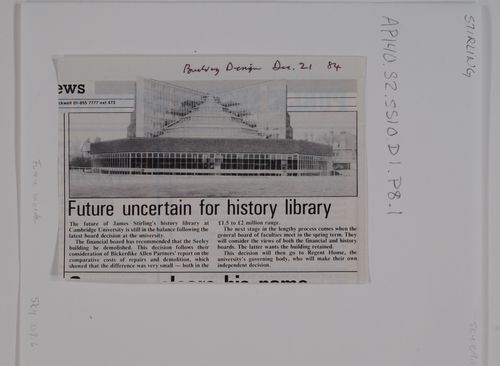 Building Design Dec. 21 84
ews
ckwell 01-855 7777 ext 473
Future uncertain for history library
The future of James Stirling's history library at
Cambridge University is still in the balance following the
latest board decision at the university.
The financial board has recommended that the Seeley
building be demolished. This decision follows their
consideration of Bickerdike Allen Partners' report on the
comparative costs of repairs and demolition, which
showed that the difference was very small — both in the
£1.5 to £2 million range.
The next stage in the lengthy process comes when the
general board of faculties meet in the spring term. They
will consider the views of both the financial and history
boards. The latter wants the building retained.
This decision will then go to Regent House, the
university's governing body, who will make their own
independent decision.
his name
STIRLING
AP140.S2.SS10.D1.P8.1